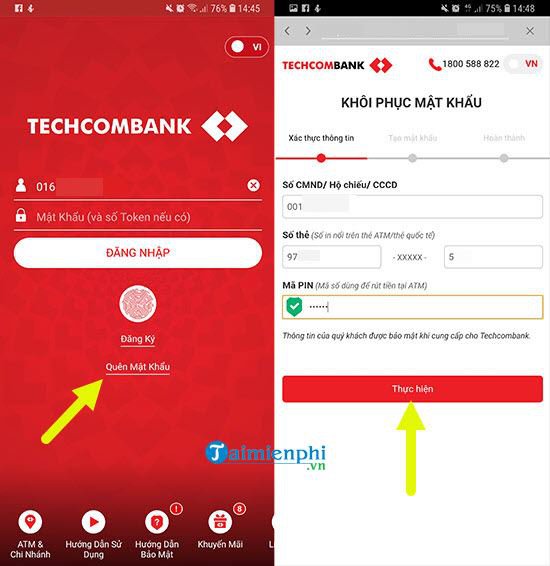 76% 14:45
Vi
TECHCOMBANK
016
Mật Khẩu (và số Token nếu có)
ĐĂNG NHẬP
Đăng Ký
Quên Mật Khẩu
! 8
ATM &
Chi Nhánh
Hướng Dẫn Sử
Dụng
Hướng Dẫn
Bảo Mật
Khuyến Mãi
4G 75% 14:48
TECHCOMBANK 1800 588 822 VN
KHÔI PHỤC MẬT KHẨU
Xác thực thông tin Tạo mật khẩu Hoàn thành
Số CMND/ Hộ chiếu/ CCCD
001
Số thẻ (Số in nổi trên thẻ ATM/thẻ quốc tế)
97 - XXXXX - 5
Mã PIN (Mã số dùng để rút tiền tại ATM)
••••••
Thông tin của quý khách được bảo mật khi cung cấp cho Techcombank.
Thực hiện
Taimienphi
.vn